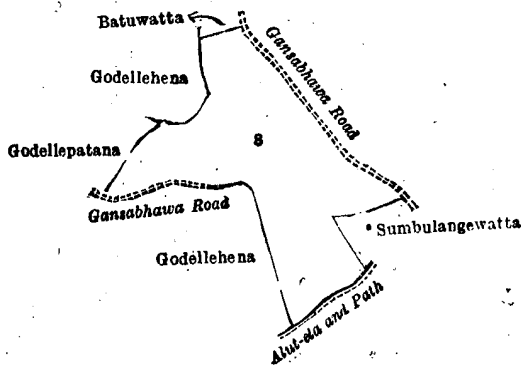 Batuwatta
Gansabhawa Road
Godellehena
8
Godellepatana
Gansabhawa Road
Sumbulangewatta
Godellehena
Alut-ela and Path